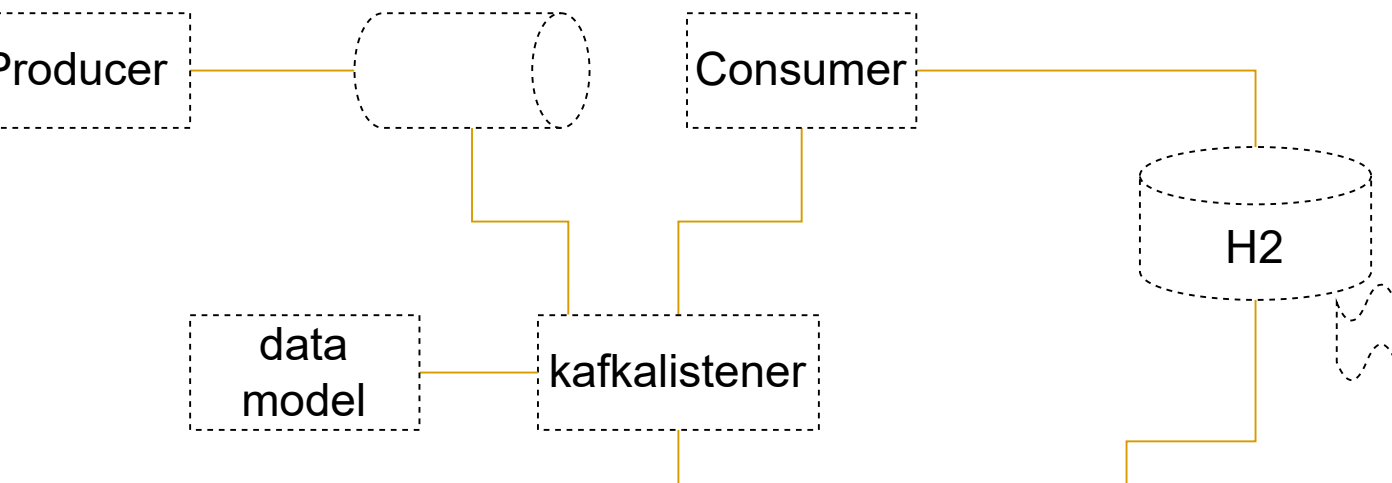 Producer
Consumer
H2
data
model
kafkalistener